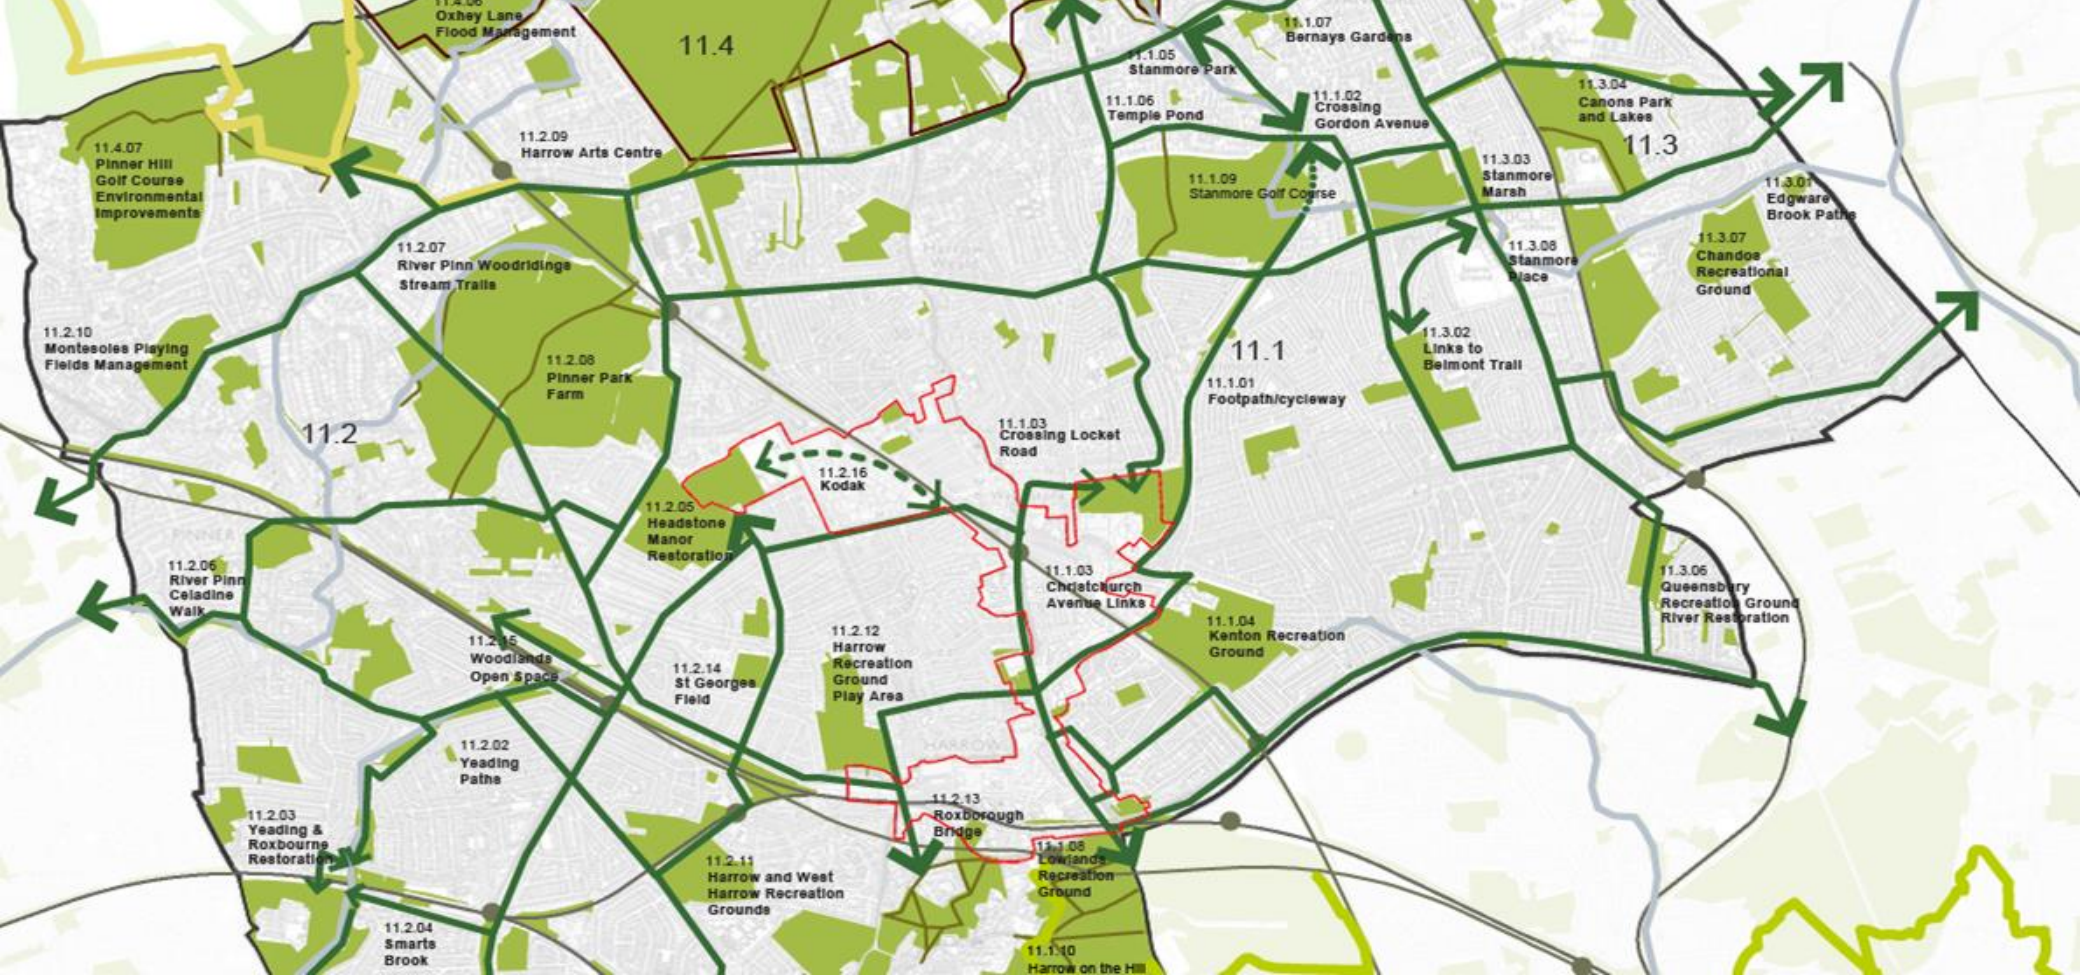 11.4.06
Oxhey Lane
Flood Management
11.4
11.1.07
Bernays Gardens
11.1.05
Stanmore Park
11.1.06
Temple Pond
11.1.02
Crossing
Gordon Avenue
11.3.04
Canons Park
and Lakes
11.3
11.4.07
Pinner Hill
Golf Course
Environmental
Improvements
11.2.09
Harrow Arts Centre
11.1.09
Stanmore Golf Course
11.3.03
Stanmore
Marsh
11.3.01
Edgware
Brook Paths
11.2.07
River Pinn Woodridings
Stream Trails
11.3.08
Stanmore
Place
11.3.07
Chandos
Recreational
Ground
11.2.10
Montesoles Playing
Fields Management
11.2.08
Pinner Park
Farm
11.1
11.1.01
Footpath/cycleway
11.3.02
Links to
Belmont Trail
11.2
11.1.03
Crossing Locket
Road
11.2.16
Kodak
11.2.05
Headstone
Manor
Restoration
PINNER
11.2.06
River Pinn
Celadine
Walk
11.1.03
Christchurch
Avenue Links
11.3.06
Queensbury
Recreation Ground
River Restoration
11.2.15
Woodlands
Open Space
11.2.14
St Georges
Field
11.2.12
Harrow
Recreation
Ground
Play Area
11.1.04
Kenton Recreation
Ground
HARROW
11.2.02
Yeading
Paths
11.2.03
Yeading &
Roxbourne
Restoration
11.2.13
Roxborough
Bridge
11.1.08
Lowlands
Recreation
Ground
11.2.11
Harrow and West
Harrow Recreation
Grounds
11.2.04
Smarts
Brook
11.1.10
Harrow on the Hill